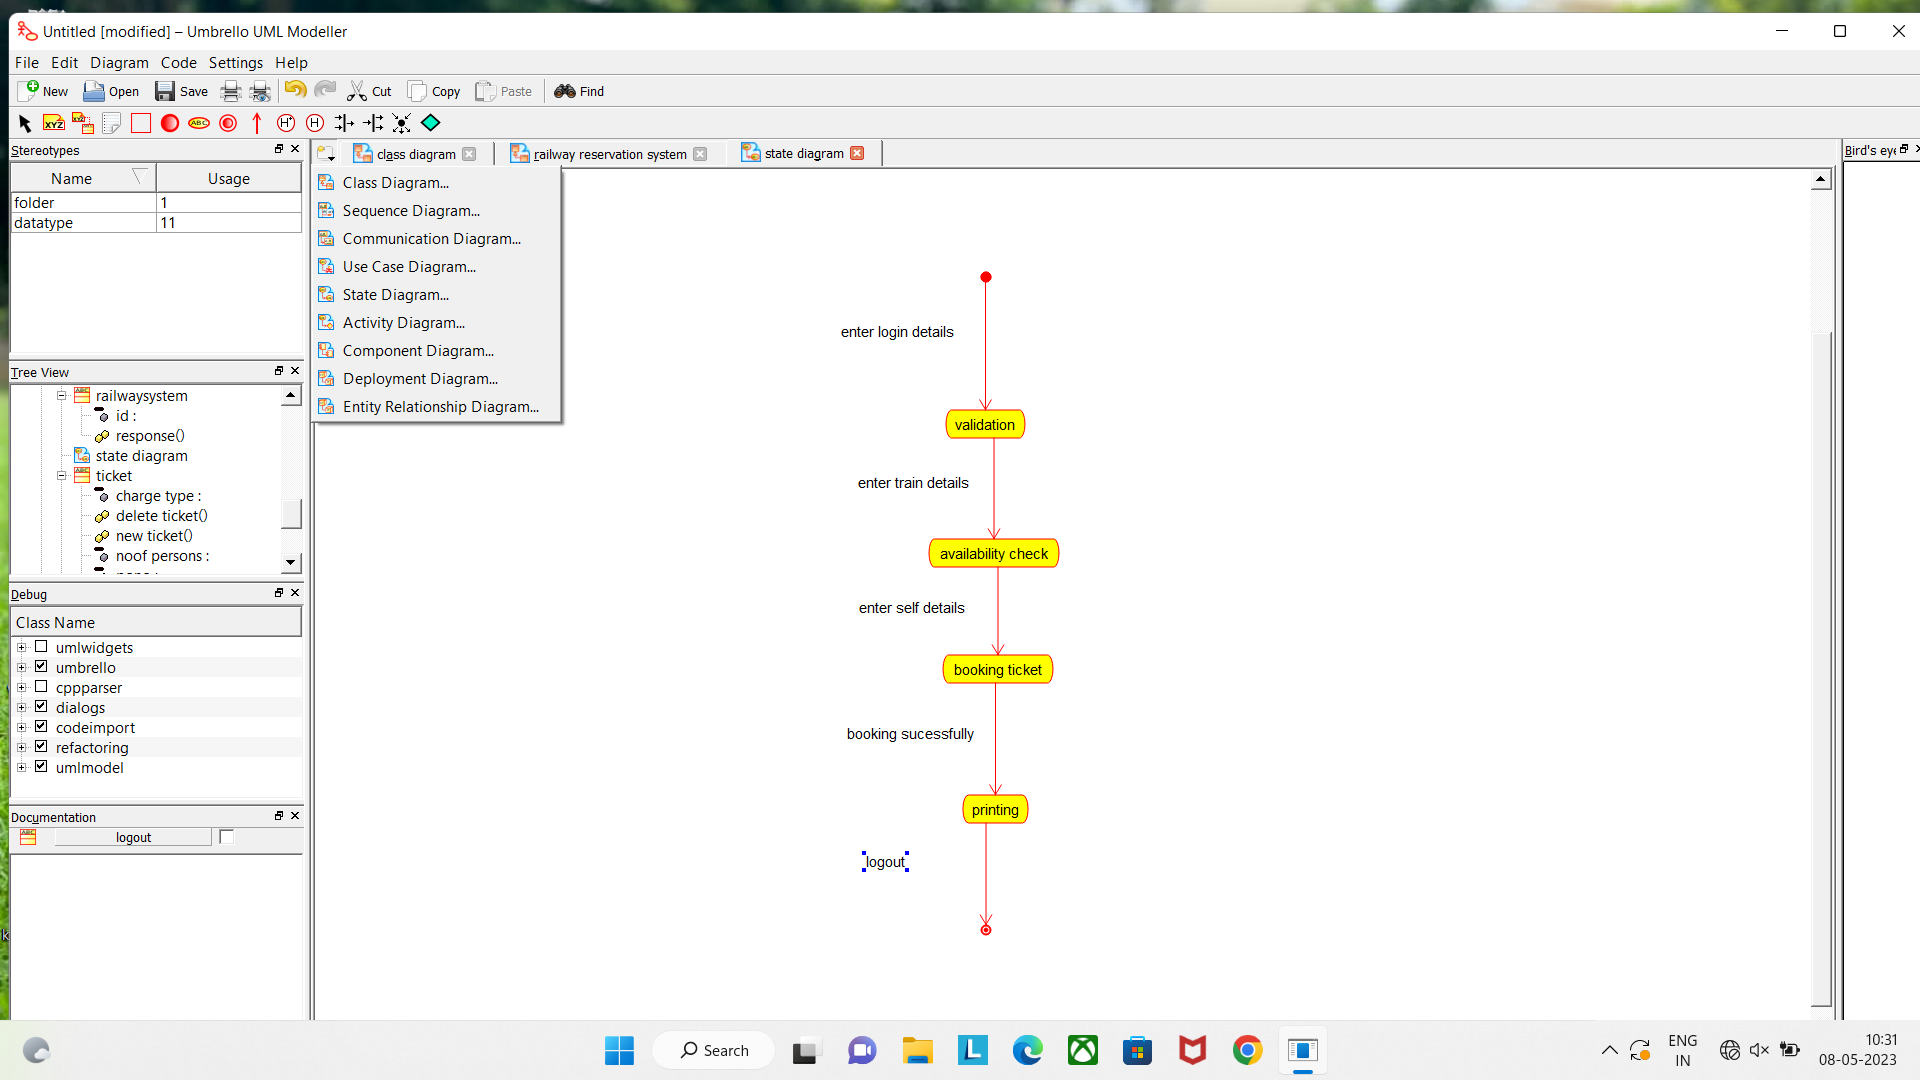 Untitled [modified] – Umbrello UML Modeller
File Edit Diagram Code Settings Help
New Open Save Cut Copy Paste Find
XYZ ABC H* H
Stereotypes
Name Usage
folder 1
datatype 11
Tree View
railwaysystem
id :
response()
state diagram
ticket
charge type :
delete ticket()
new ticket()
noof persons :
Debug
Class Name
umlwidgets
umbrello
cppparser
dialogs
codeimport
refactoring
umlmodel
Documentation
logout
class diagram railway reservation system state diagram
Class Diagram...
Sequence Diagram...
Communication Diagram...
Use Case Diagram...
State Diagram...
Activity Diagram...
Component Diagram...
Deployment Diagram...
Entity Relationship Diagram...
enter login details
validation
enter train details
availability check
enter self details
booking ticket
booking sucessfully
printing
logout
Bird's eye
Search
ENG
IN
10:31
08-05-2023